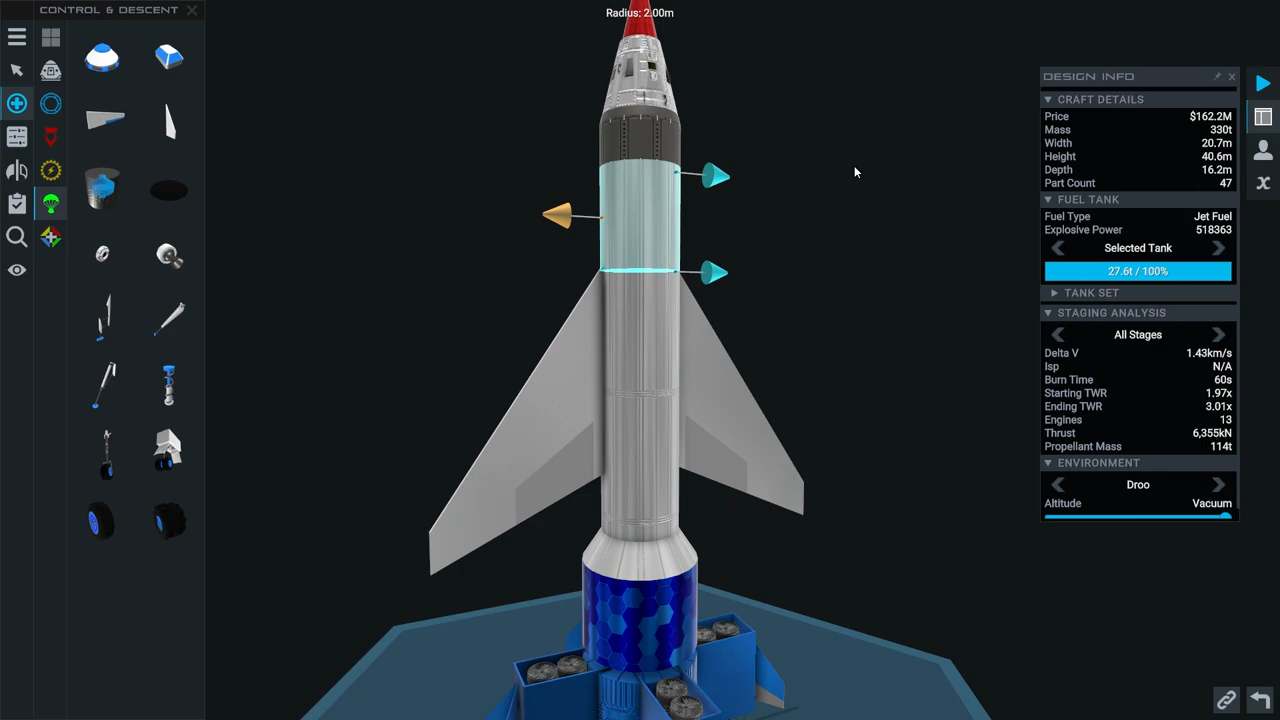 CONTROL & DESCENT
Radius: 2.00m
DESIGN INFO
CRAFT DETAILS
Price $162.2M
Mass 330t
Width 20.7m
Height 40.6m
Depth 16.2m
Part Count 47
FUEL TANK
Fuel Type Jet Fuel
Explosive Power 518363
Selected Tank
27.6t / 100%
TANK SET
STAGING ANALYSIS
All Stages
Delta V 1.43km/s
Isp N/A
Burn Time 60s
Starting TWR 1.97x
Ending TWR 3.01x
Engines 13
Thrust 6,355kN
Propellant Mass 114t
ENVIRONMENT
Droo
Altitude Vacuum